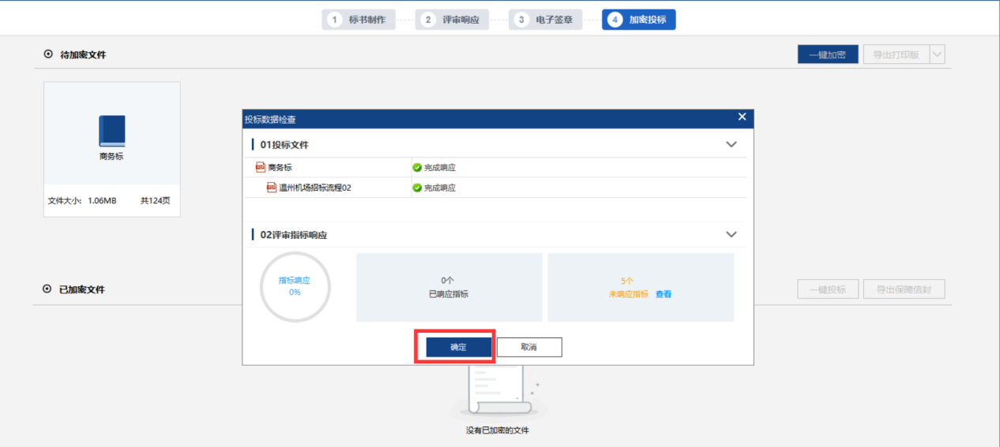 1 标书制作 2 评审响应 3 电子签章 4 加密投标
待加密文件 一键加密 导出打印版
商务标
文件大小: 1.06MB 共124页
投标数据检查
01投标文件
商务标 完成响应
温州机场招标流程02 完成响应
02评审指标响应
指标响应
0%
0个
已响应指标
5个
未响应指标 查看
确定 取消
已加密文件 一键投标 导出保障信封
没有已加密的文件